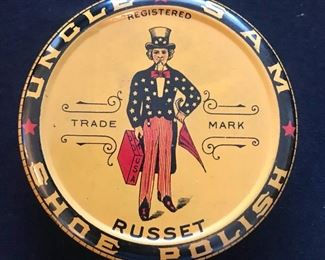 UNCLE SAM
REGISTERED
TRADE MARK
RUSSET
SHOE POLISH